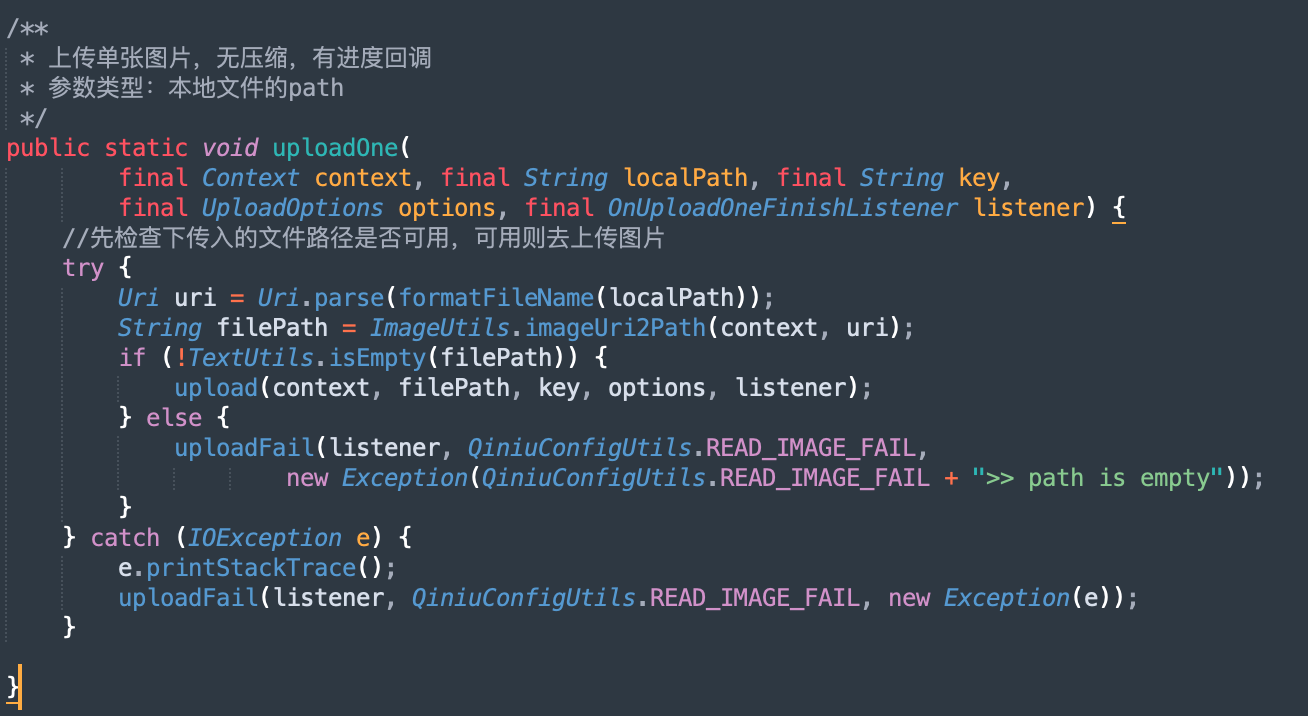 /**
 * 上传单张图片，无压缩，有进度回调
 * 参数类型：本地文件的path
 */
public static void uploadOne(
        final Context context, final String localPath, final String key,
        final UploadOptions options, final OnUploadOneFinishListener listener) {
    //先检查下传入的文件路径是否可用，可用则去上传图片
    try {
        Uri uri = Uri.parse(formatFileName(localPath));
        String filePath = ImageUtils.imageUri2Path(context, uri);
        if (!TextUtils.isEmpty(filePath)) {
            upload(context, filePath, key, options, listener);
        } else {
            uploadFail(listener, QiniuConfigUtils.READ_IMAGE_FAIL,
                    new Exception(QiniuConfigUtils.READ_IMAGE_FAIL + ">> path is empty"));
        }
    } catch (IOException e) {
        e.printStackTrace();
        uploadFail(listener, QiniuConfigUtils.READ_IMAGE_FAIL, new Exception(e));
    }

}